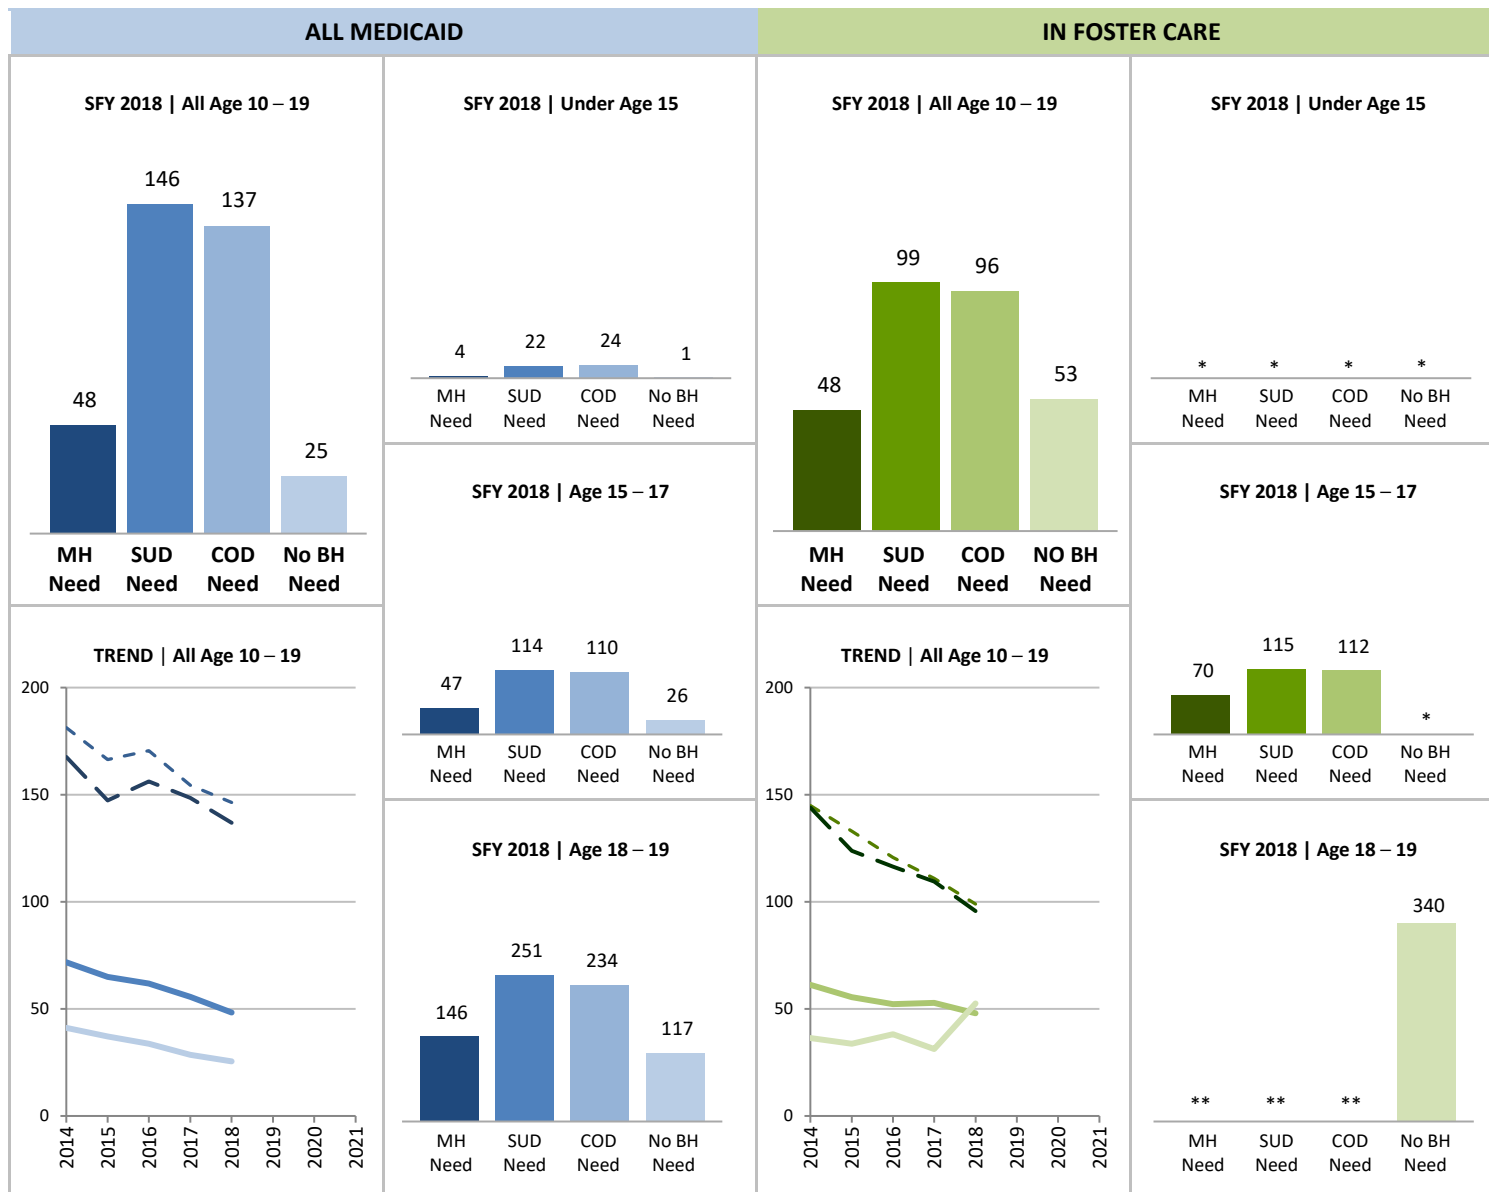 ALL MEDICAID
SFY 2018 | All Age 10 – 19
146
137
48
25
MH Need
SUD Need
COD Need
No BH Need
TREND | All Age 10 – 19
200
150
100
50
0
2014
2015
2016
2017
2018
2019
2020
2021
SFY 2018 | Under Age 15
4
22
24
1
MH Need
SUD Need
COD Need
No BH Need
SFY 2018 | Age 15 – 17
47
114
110
26
MH Need
SUD Need
COD Need
No BH Need
SFY 2018 | Age 18 – 19
146
251
234
117
MH Need
SUD Need
COD Need
No BH Need
IN FOSTER CARE
SFY 2018 | All Age 10 – 19
48
99
96
53
MH Need
SUD Need
COD Need
NO BH Need
TREND | All Age 10 – 19
200
150
100
50
0
2014
2015
2016
2017
2018
2019
2020
2021
SFY 2018 | Under Age 15
*
*
*
*
MH Need
SUD Need
COD Need
No BH Need
SFY 2018 | Age 15 – 17
70
115
112
*
MH Need
SUD Need
COD Need
No BH Need
SFY 2018 | Age 18 – 19
**
**
**
340
MH Need
SUD Need
COD Need
No BH Need